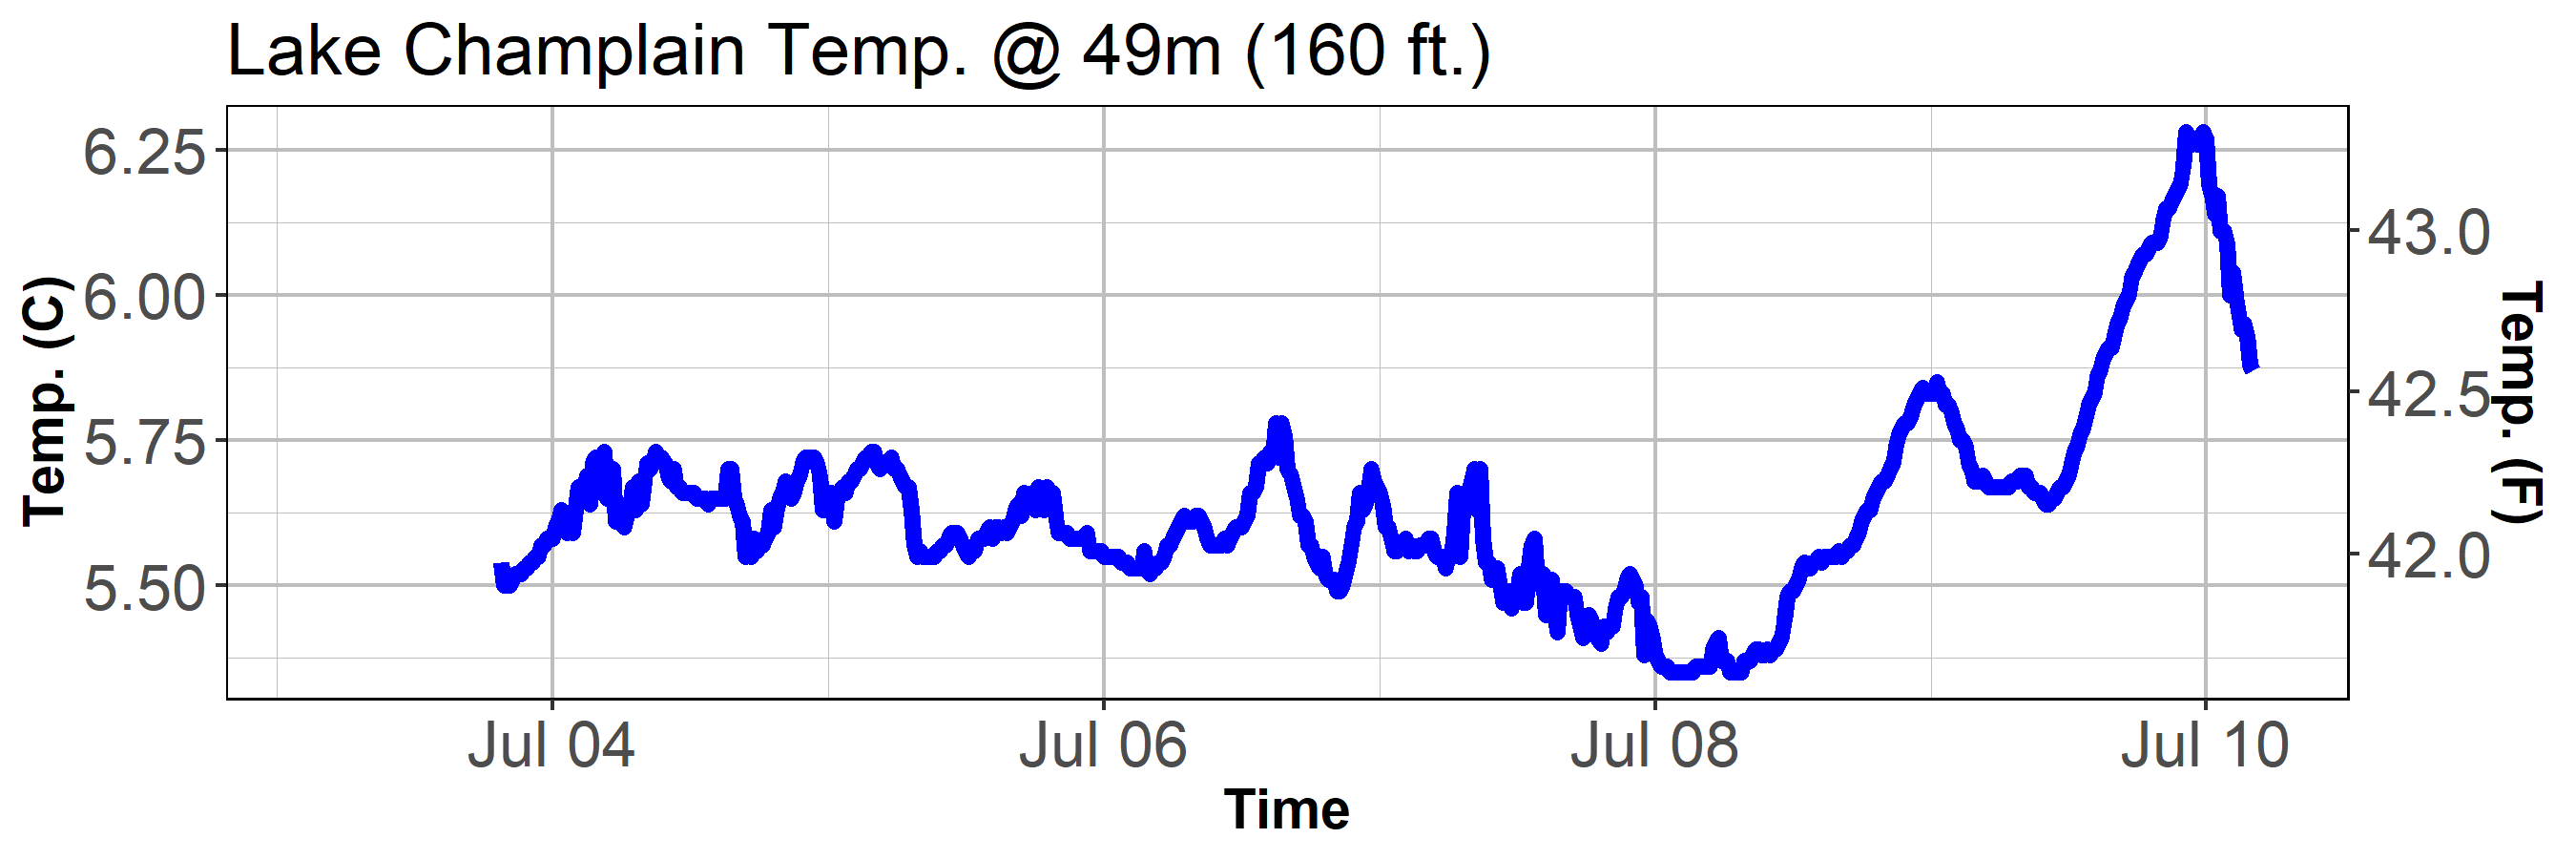 Lake Champlain Temp. @ 49m (160 ft.)
Temp. (C)
6.25
6.00
5.75
5.50
43.0
42.5
42.0
Temp. (F)
Jul 04
Jul 06
Jul 08
Jul 10
Time